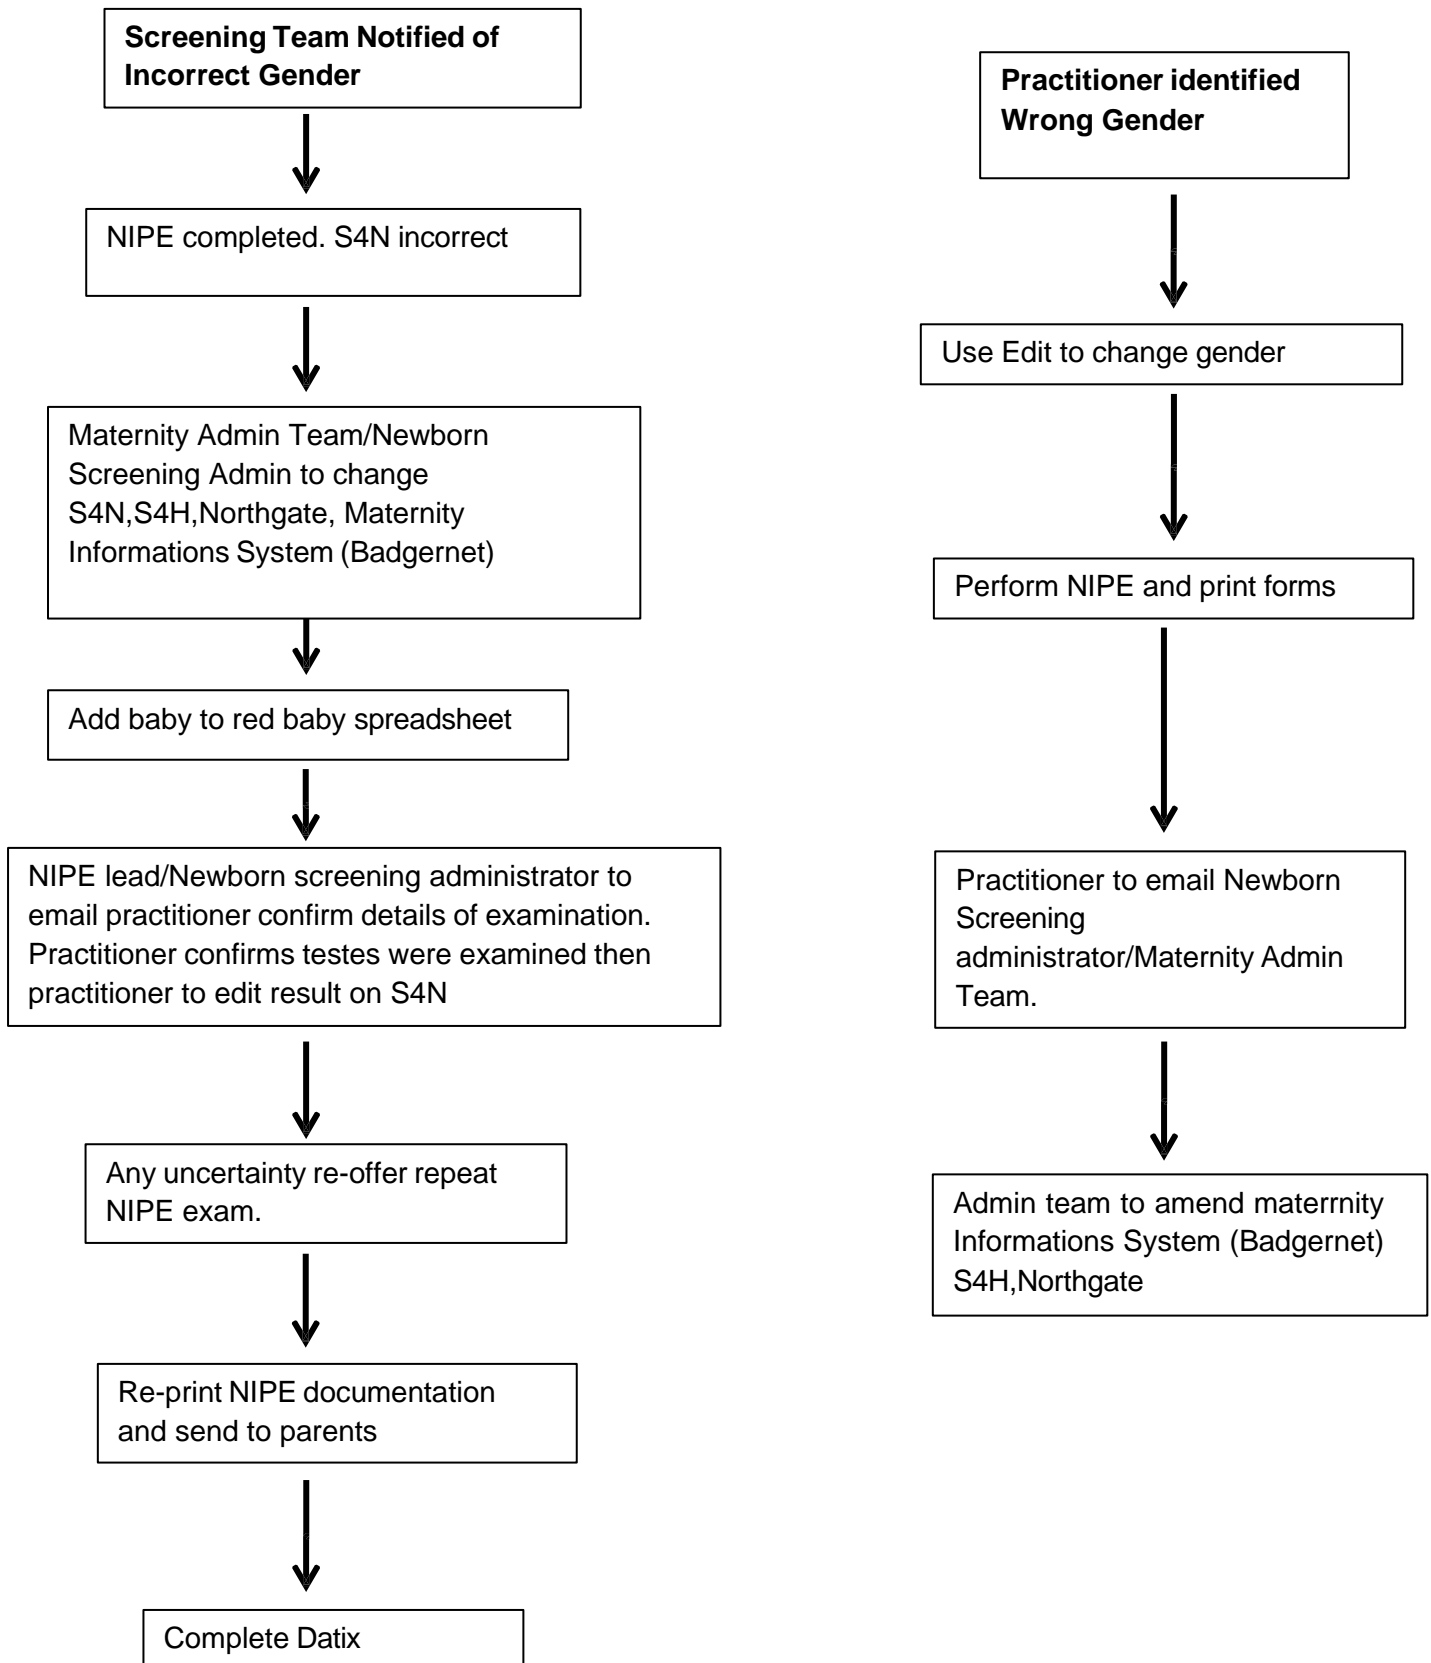 Screening Team Notified of
Incorrect Gender
NIPE completed. S4N incorrect
Maternity Admin Team/Newborn
Screening Admin to change
S4N,S4H,Northgate, Maternity
Informations System (Badgernet)
Add baby to red baby spreadsheet
NIPE lead/Newborn screening administrator to
email practitioner confirm details of examination.
Practitioner confirms testes were examined then
practitioner to edit result on S4N
Any uncertainty re-offer repeat
NIPE exam.
Re-print NIPE documentation
and send to parents
Complete Datix
Practitioner identified
Wrong Gender
Use Edit to change gender
Perform NIPE and print forms
Practitioner to email Newborn
Screening
administrator/Maternity Admin
Team.
Admin team to amend materrnity
Informations System (Badgernet)
S4H,Northgate